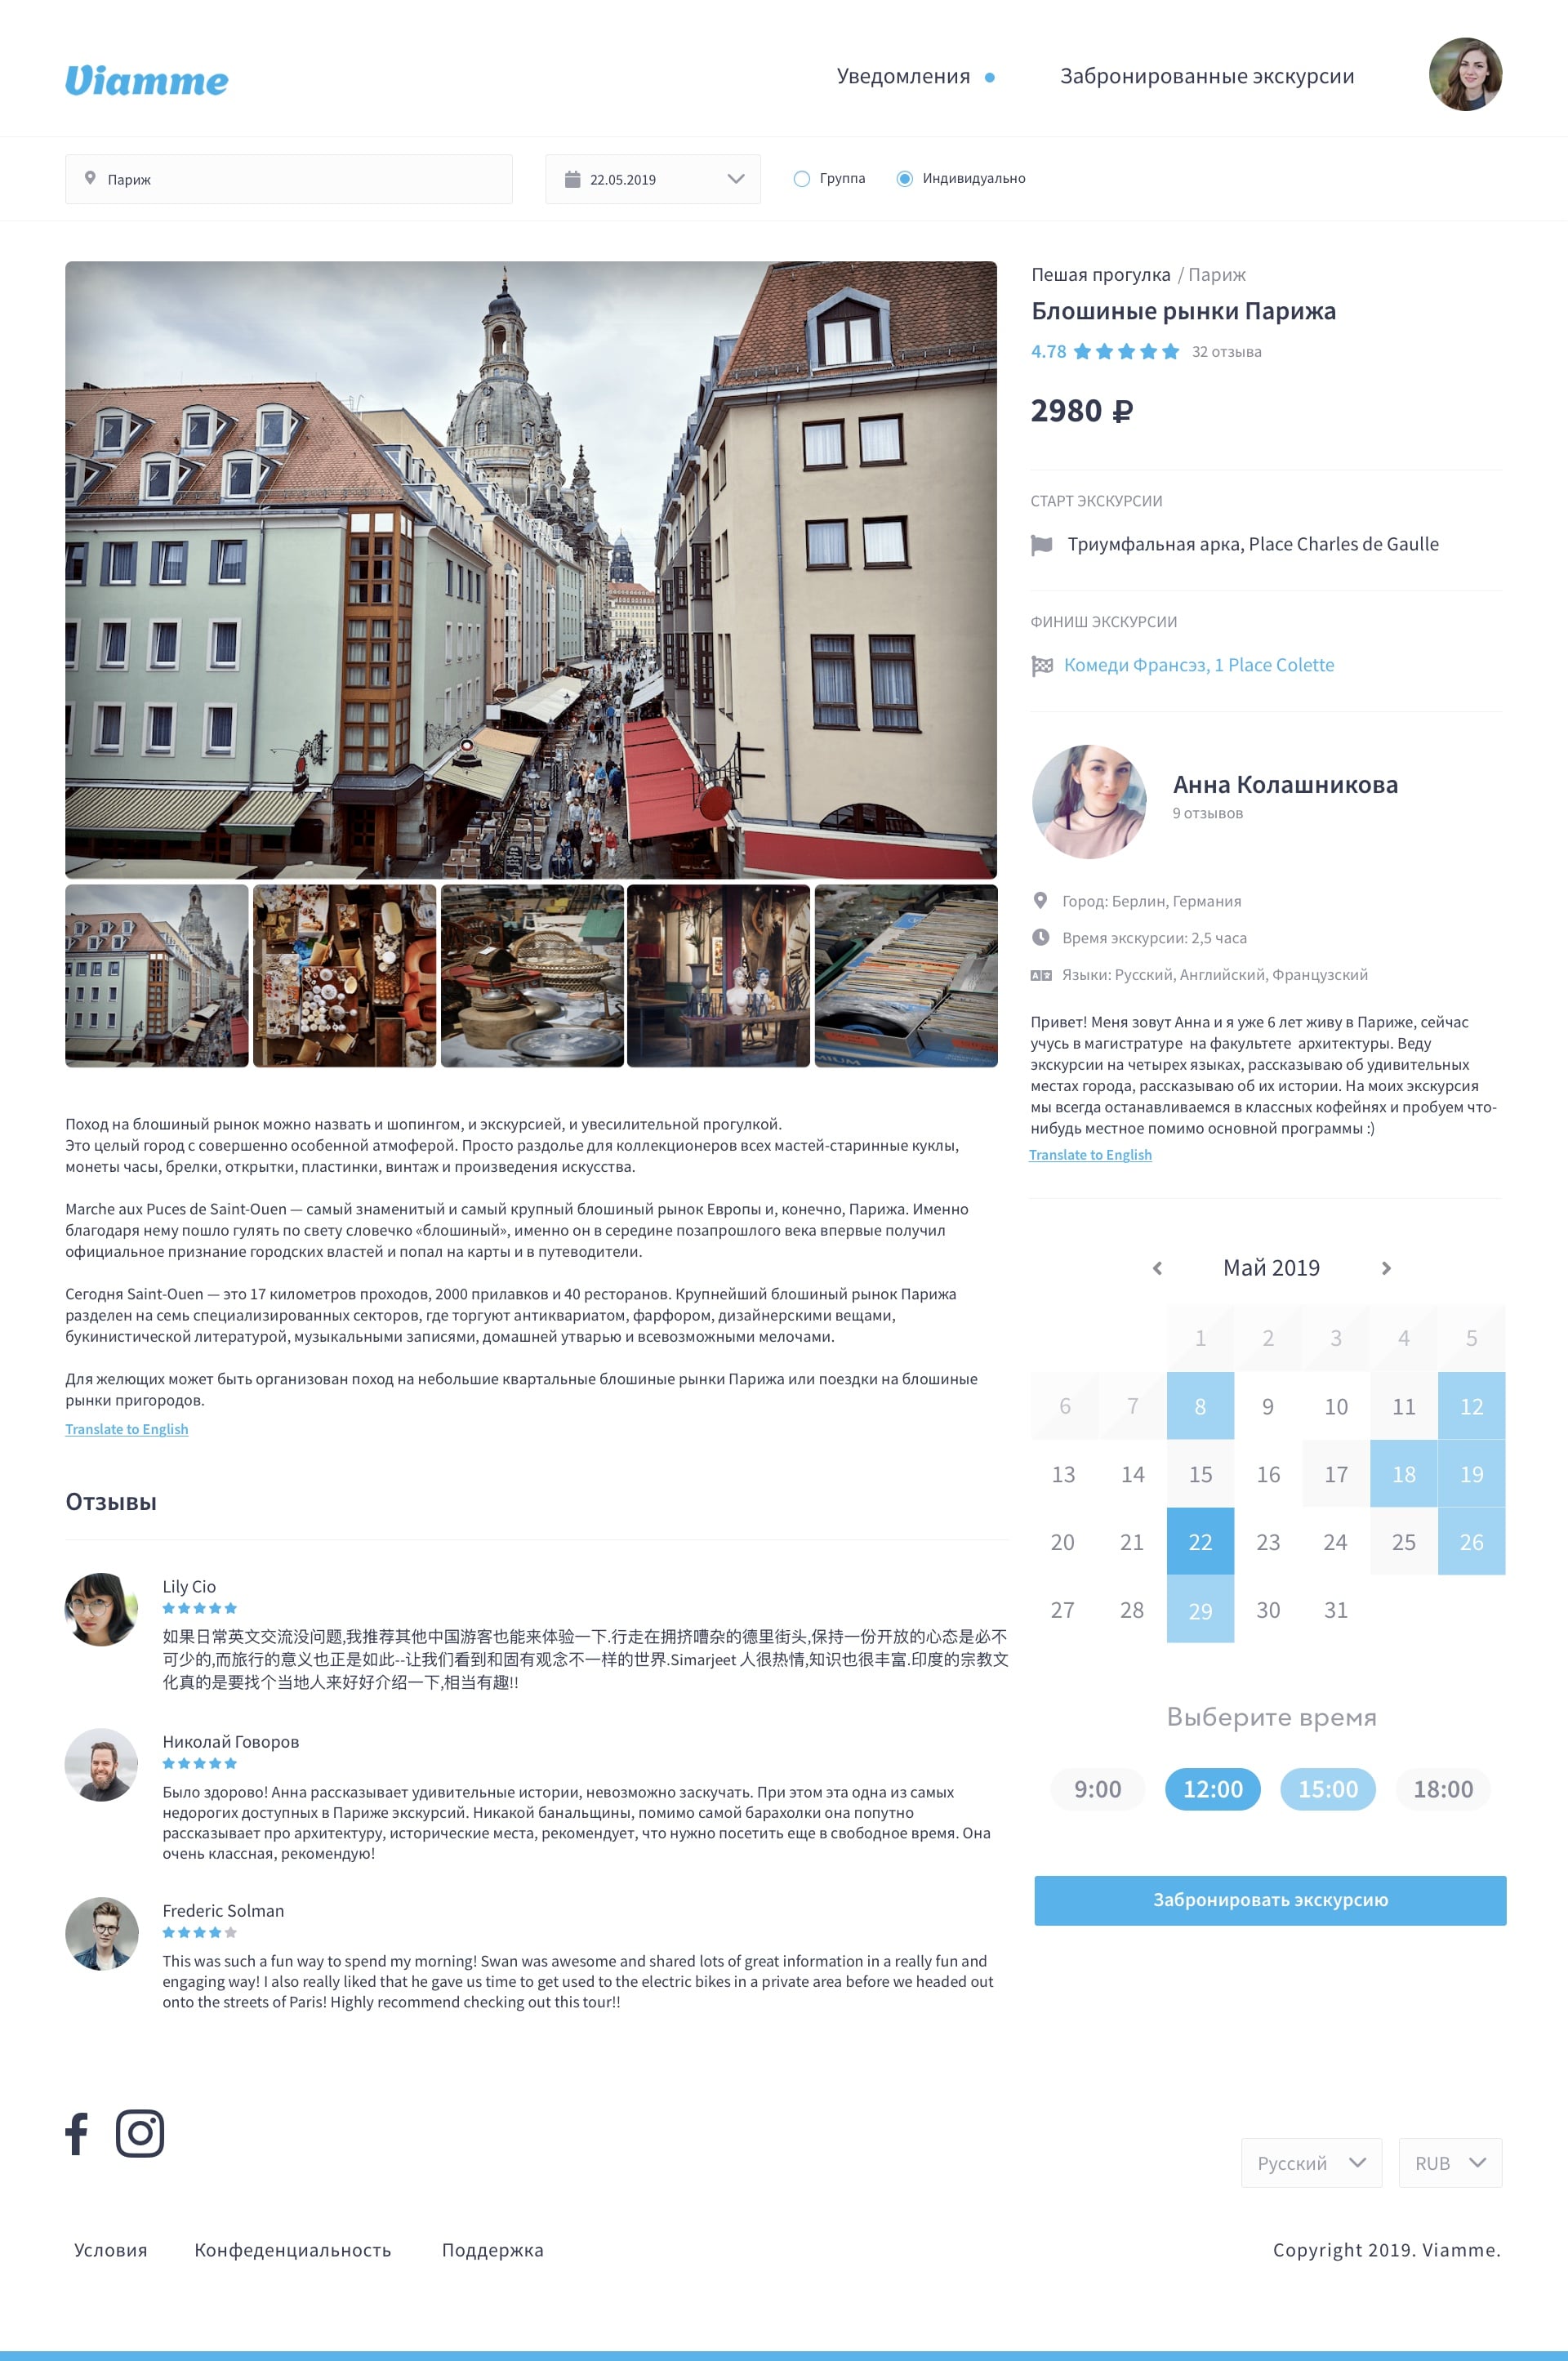 Viamme
Уведомления
Забронированные экскурсии
Париж
22.05.2019
Группа
Индивидуально
Пешая прогулка / Париж
Блошиные рынки Парижа
4.78
32 отзыва
2980 ₽
СТАРТ ЭКСКУРСИИ
Триумфальная арка, Place Charles de Gaulle
ФИНИШ ЭКСКУРСИИ
Комеди Франсэз, 1 Place Colette
Анна Колашникова
9 отзывов
Город: Берлин, Германия
Время экскурсии: 2,5 часа
Языки: Русский, Английский, Французский
Привет! Меня зовут Анна и я уже 6 лет живу в Париже, сейчас
учусь в магистратуре на факультете архитектуры. Веду
экскурсии на четырех языках, рассказываю об удивительных
местах города, рассказываю об их истории. На моих экскурсия
мы всегда останавливаемся в классных кофейнях и пробуем что-
нибудь местное помимо основной программы :)
Translate to English
Поход на блошиный рынок можно назвать и шопингом, и экскурсией, и увесилительной прогулкой.
Это целый город с совершенно особенной атмоферой. Просто раздолье для коллекционеров всех мастей-старинные куклы,
монеты часы, брелки, открытки, пластинки, винтаж и произведения искусства.
Marche aux Puces de Saint-Ouen — самый знаменитый и самый крупный блошиный рынок Европы и, конечно, Парижа. Именно
благодаря нему пошло гулять по свету словечко «блошиный», именно он в середине позапрошлого века впервые получил
официальное признание городских властей и попал на карты и в путеводители.
Сегодня Saint-Ouen — это 17 километров проходов, 2000 прилавков и 40 ресторанов. Крупнейший блошиный рынок Парижа
разделен на семь специализированных секторов, где торгуют антиквариатом, фарфором, дизайнерскими вещами,
букинистической литературой, музыкальными записями, домашней утварью и всевозможными мелочами.
Для желющих может быть организован поход на небольшие квартальные блошиные рынки Парижа или поездки на блошиные
рынки пригородов.
Translate to English
Май 2019
1 2 3 4 5
6 7 8 9 10 11 12
13 14 15 16 17 18 19
20 21 22 23 24 25 26
27 28 29 30 31
Выберите время
9:00 12:00 15:00 18:00
Забронировать экскурсию
Отзывы
Lily Cio
如果日常英文交流没问题,我推荐其他中国游客也能来体验一下.行走在拥挤嘈杂的德里街头,保持一份开放的心态是必不
可少的,而旅行的意义也正是如此--让我们看到和固有观念不一样的世界.Simarjeet 人很热情,知识也很丰富.印度的宗教文
化真的是要找个当地人来好好介绍一下,相当有趣!!
Николай Говоров
Было здорово! Анна рассказывает удивительные истории, невозможно заскучать. При этом эта одна из самых
недорогих доступных в Париже экскурсий. Никакой банальщины, помимо самой барахолки она попутно
рассказывает про архитектуру, исторические места, рекомендует, что нужно посетить еще в свободное время. Она
очень классная, рекомендую!
Frederic Solman
This was such a fun way to spend my morning! Swan was awesome and shared lots of great information in a really fun and
engaging way! I also really liked that he gave us time to get used to the electric bikes in a private area before we headed out
onto the streets of Paris! Highly recommend checking out this tour!!
Русский
RUB
Условия
Конфеденциальность
Поддержка
Copyright 2019. Viamme.